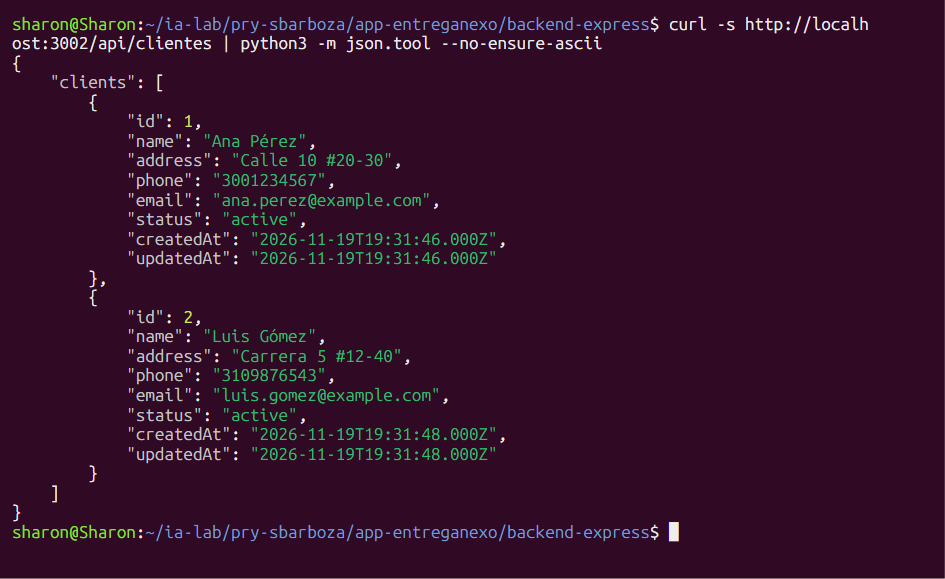 sharon@Sharon:~/ia-lab/pry-sbarboza/app-entreganexo/backend-express$ curl -s http://localh
ost:3002/api/clientes | python3 -m json.tool --no-ensure-ascii
{
    "clients": [
        {
            "id": 1,
            "name": "Ana Pérez",
            "address": "Calle 10 #20-30",
            "phone": "3001234567",
            "email": "ana.perez@example.com",
            "status": "active",
            "createdAt": "2026-11-19T19:31:46.000Z",
            "updatedAt": "2026-11-19T19:31:46.000Z"
        },
        {
            "id": 2,
            "name": "Luis Gómez",
            "address": "Carrera 5 #12-40",
            "phone": "3109876543",
            "email": "luis.gomez@example.com",
            "status": "active",
            "createdAt": "2026-11-19T19:31:48.000Z",
            "updatedAt": "2026-11-19T19:31:48.000Z"
        }
    ]
}
sharon@Sharon:~/ia-lab/pry-sbarboza/app-entreganexo/backend-express$